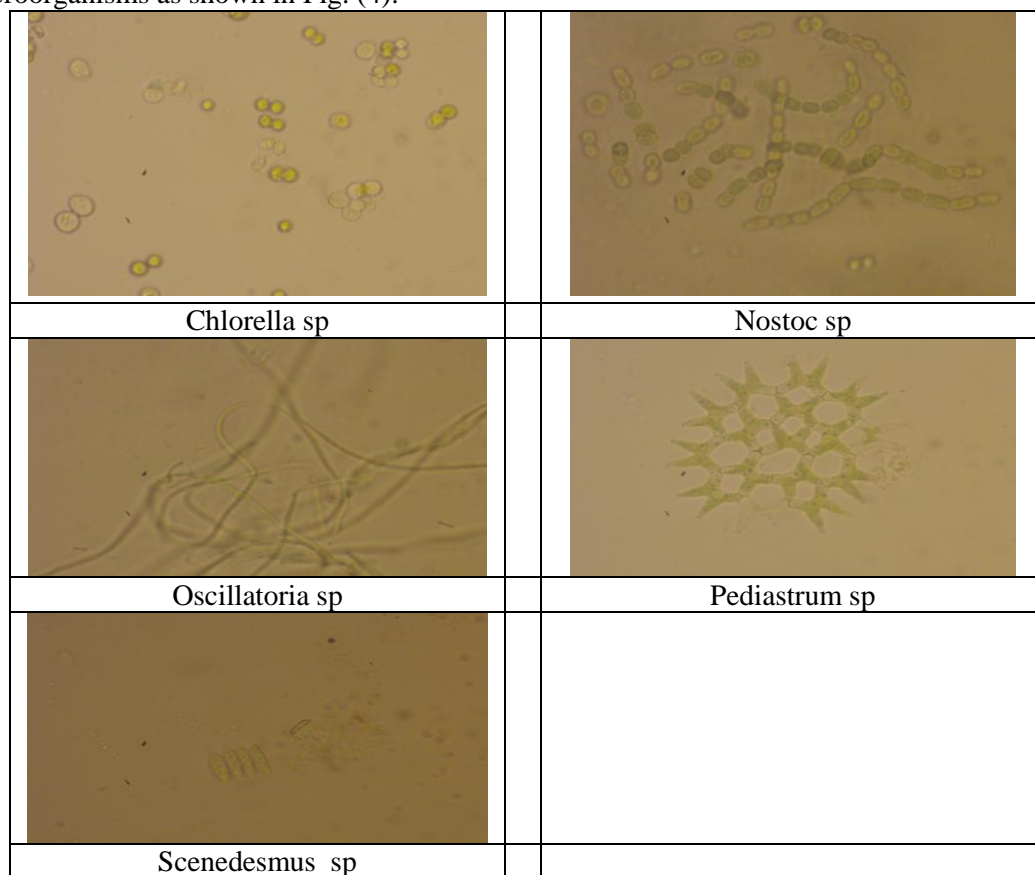 microorganisms as shown in Fig. (4).
Chlorella sp
Nostoc sp
Oscillatoria sp
Pediastrum sp
Scenedesmus sp